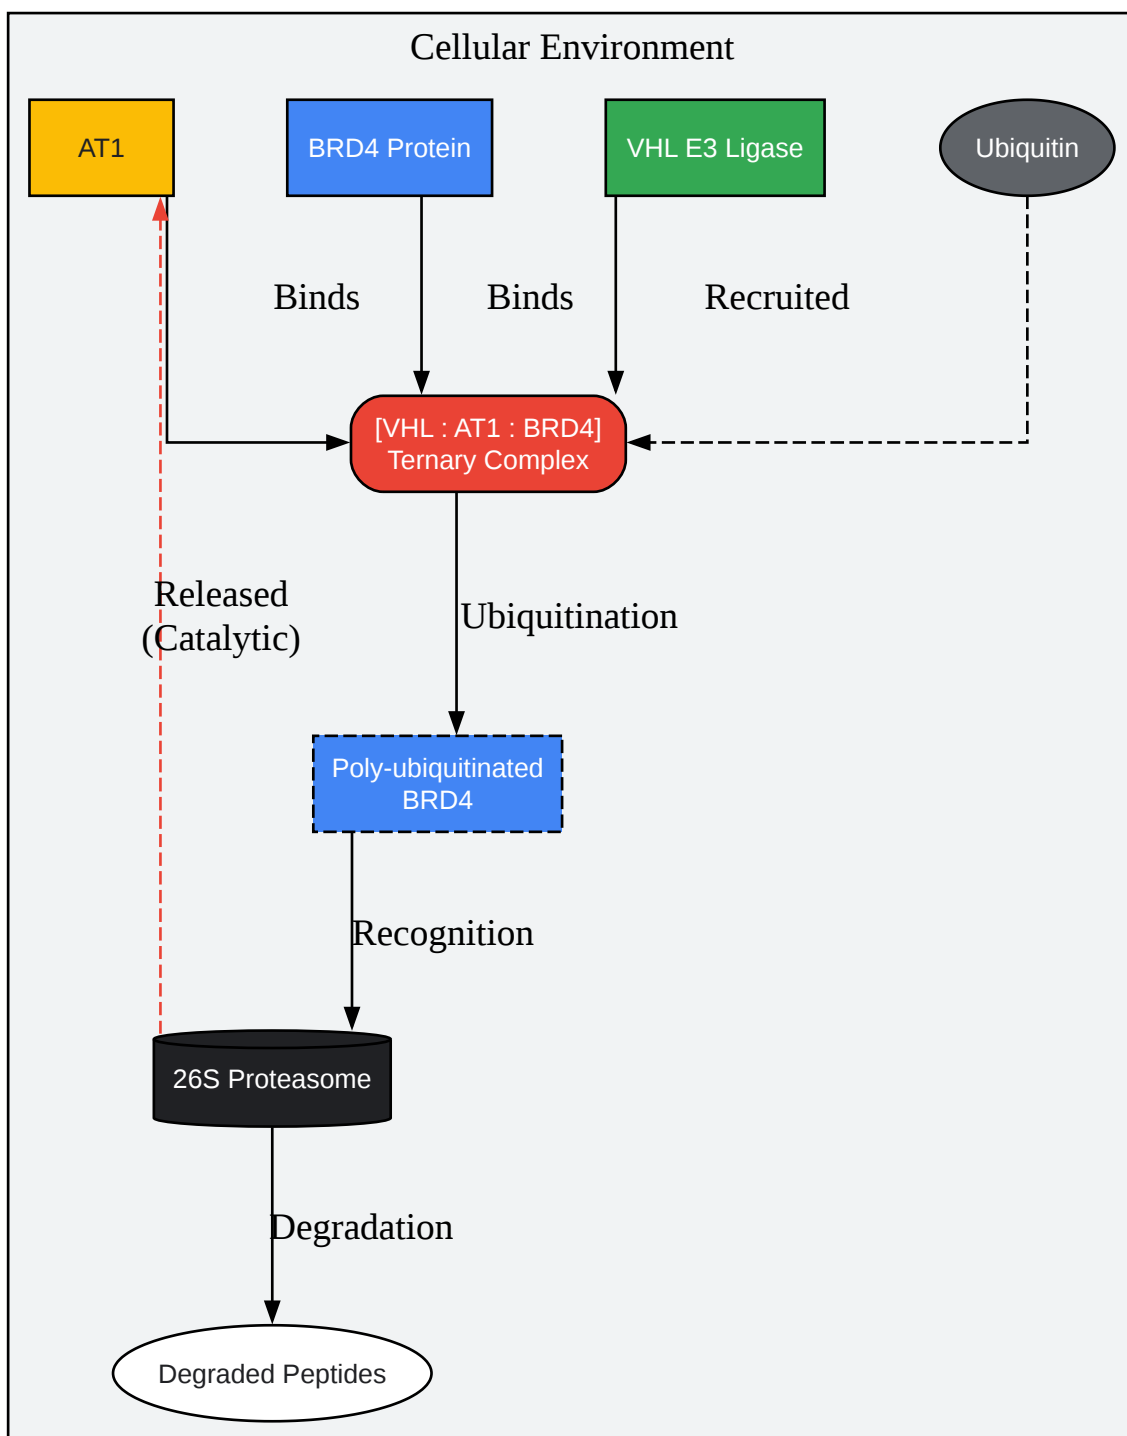 Cellular Environment
AT1
BRD4 Protein
VHL E3 Ligase
Ubiquitin
Binds
Binds
Recruited
[VHL : AT1 : BRD4]
Ternary Complex
Released
(Catalytic)
Ubiquitination
Poly-ubiquitinated
BRD4
Recognition
26S Proteasome
Degradation
Degraded Peptides